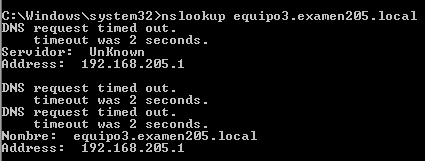 C:\Windows\system32>nslookup equipo3.examen205.local
DNS request timed out.
    timeout was 2 seconds.
Servidor:  UnKnown
Address:  192.168.205.1

DNS request timed out.
    timeout was 2 seconds.
DNS request timed out.
    timeout was 2 seconds.
Nombre:  equipo3.examen205.local
Address:  192.168.205.1